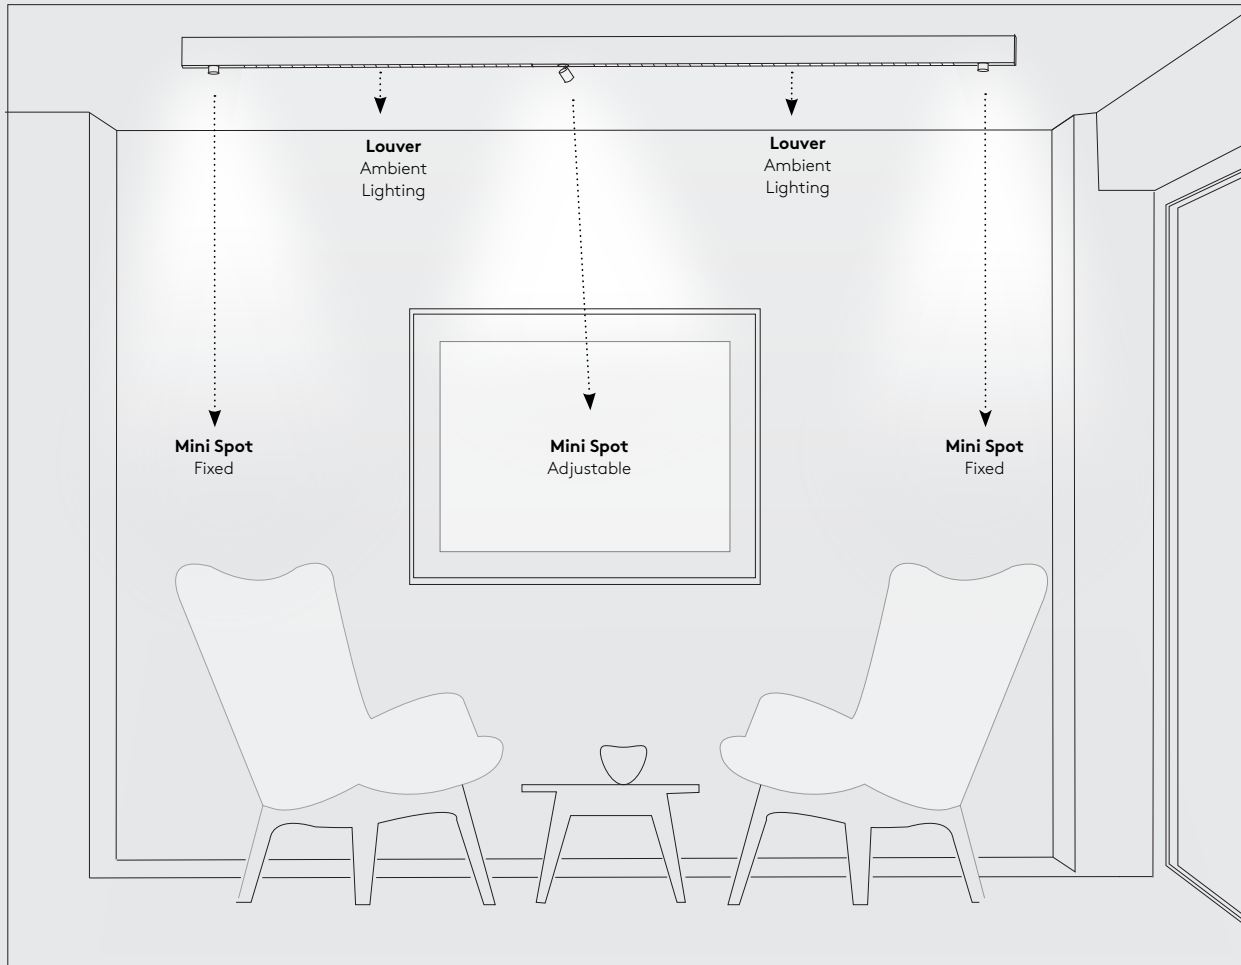 Louver
Ambient
Lighting
Louver
Ambient
Lighting
Mini Spot
Fixed
Mini Spot
Adjustable
Mini Spot
Fixed